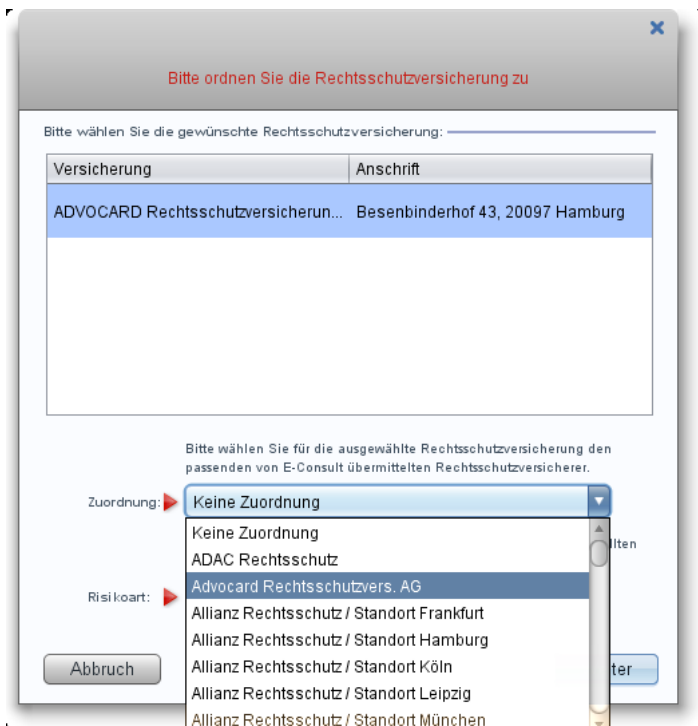 Bitte ordnen Sie die Rechtsschutzversicherung zu
Bitte wählen Sie die gewünschte Rechtsschutzversicherung:
Versicherung Anschrift
ADVOCARD Rechtsschutzversicherun... Besenbinderhof 43, 20097 Hamburg
Bitte wählen Sie für die ausgewählte Rechtsschutzversicherung den
passenden von E-Consult übermittelten Rechtsschutzversicherer.
Zuordnung: Keine Zuordnung
Keine Zuordnung
ADAC Rechtsschutz
Advocard Rechtsschutzvers. AG
Risikoart:
Allianz Rechtsschutz / Standort Frankfurt
Allianz Rechtsschutz / Standort Hamburg
Allianz Rechtsschutz / Standort Köln
Allianz Rechtsschutz / Standort Leipzig
Allianz Rechtsschutz / Standort München
Abbruch